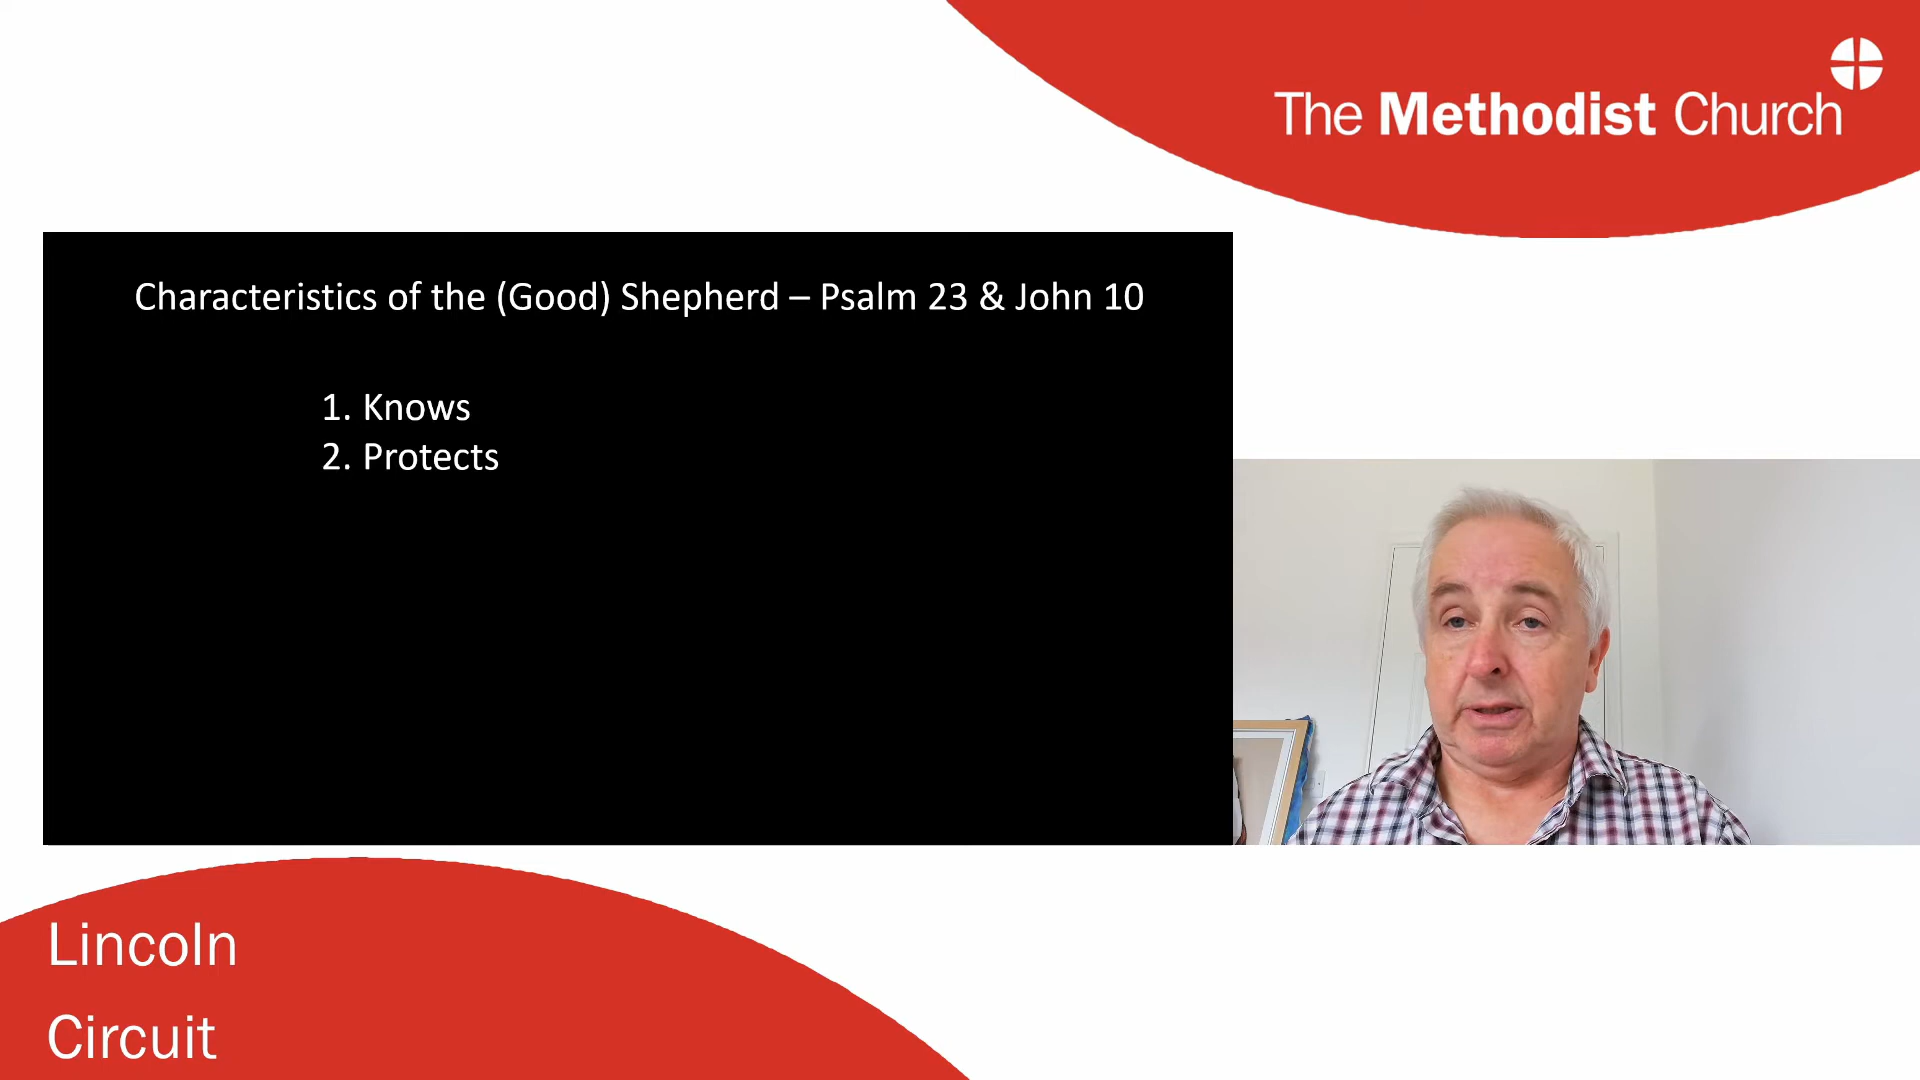 The Methodist Church
Characteristics of the (Good) Shepherd – Psalm 23 & John 10
1. Knows
2. Protects
Lincoln
Circuit